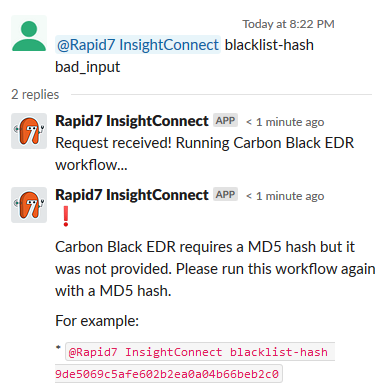 Today at 8:22 PM
@Rapid7 InsightConnect blacklist-hash
bad_input
2 replies
Rapid7 InsightConnect APP < 1 minute ago
Request received! Running Carbon Black EDR
workflow...
Rapid7 InsightConnect APP < 1 minute ago
❗
Carbon Black EDR requires a MD5 hash but it
was not provided. Please run this workflow again
with a MD5 hash.
For example:
* @Rapid7 InsightConnect blacklist-hash
9de5069c5afe602b2ea0a04b66beb2c0